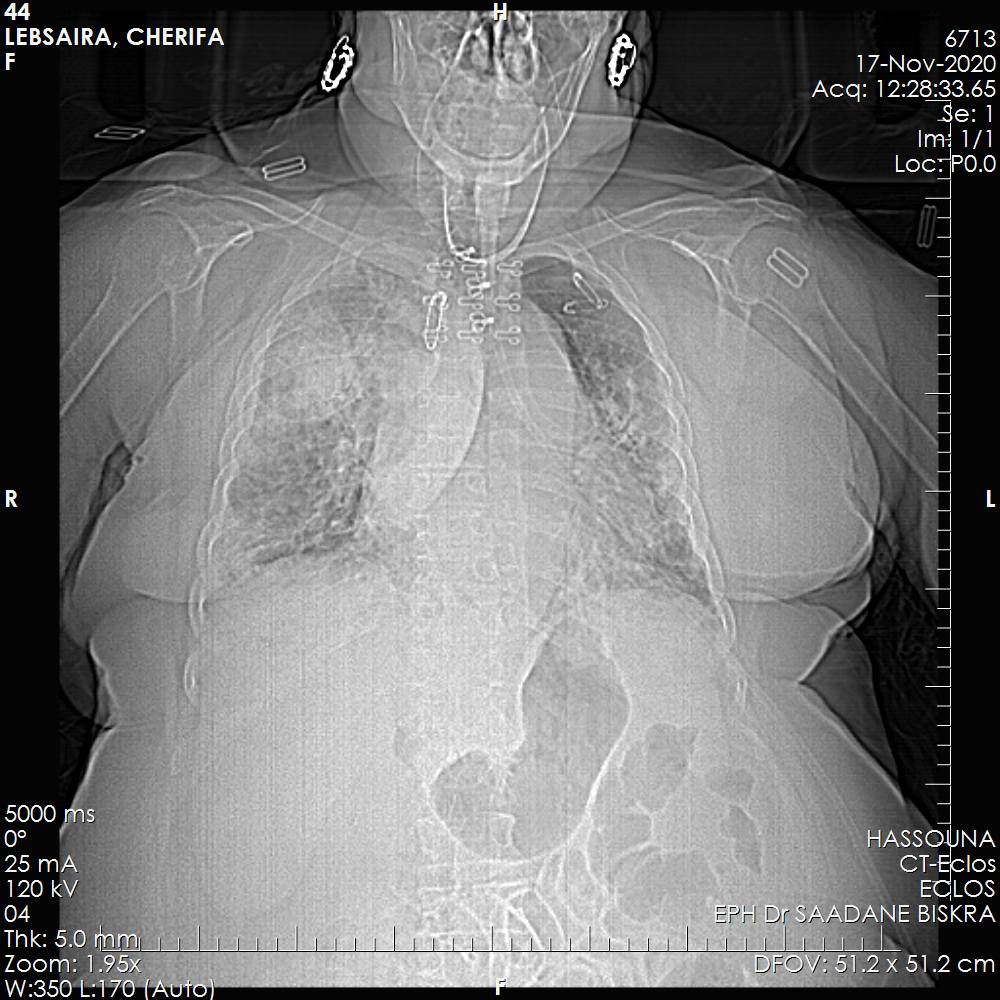 44
LEBSAIRA, CHERIFA
F
H
6713
17-Nov-2020
Acq: 12:28:33.65
Se: 1
Im: 1/1
Loc: P0.0
R
L
5000 ms
0°
25 mA
120 kV
04
Thk: 5.0 mm
Zoom: 1.95x
W:350 L:170 (Auto)
HASSOUNA
CT-Eclos
ECLOS
EPH Dr SAADANE BISKRA
DFOV: 51.2 x 51.2 cm
F